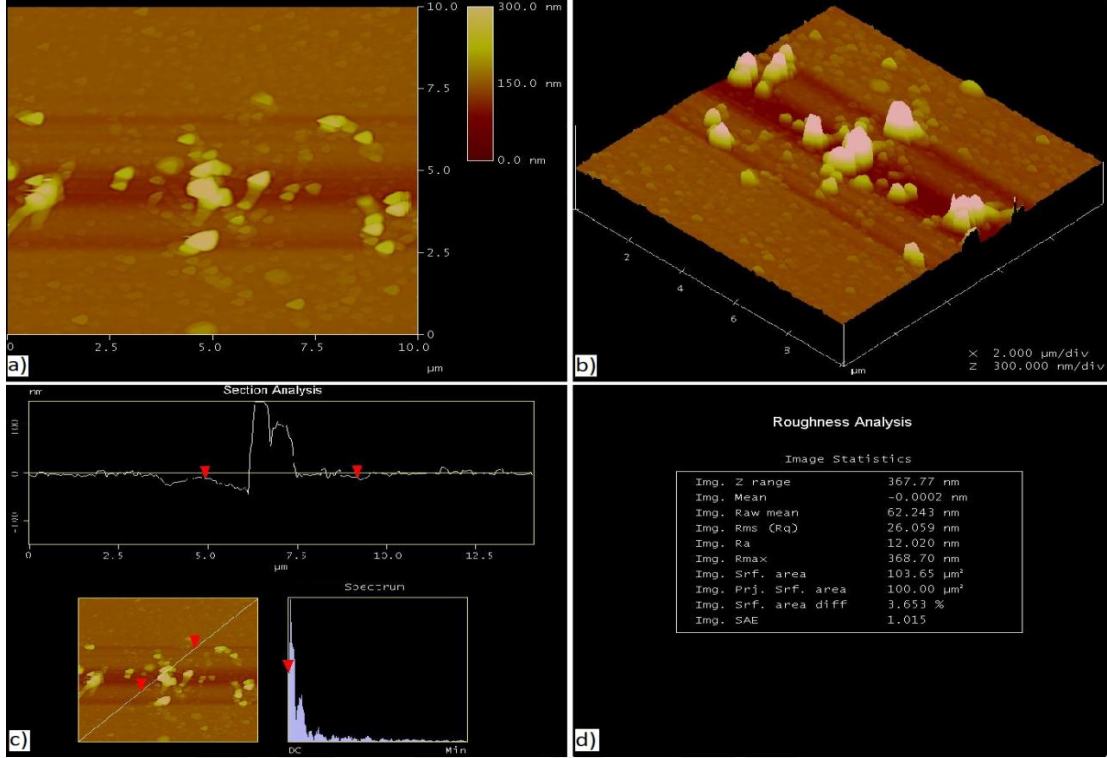 10.0
300.0 nm
7.5
150.0 nm
5.0
0.0 nm
2.5
0
0 2.5 5.0 7.5 10.0
µm
a)
2
4
6
8
µm
X 2.000 µm/div
Z 300.000 nm/div
b)
nm
Section Analysis
100
0
-100
0 2.5 5.0 7.5 10.0 12.5
µm
Spectrum
DC Min
c)
Roughness Analysis
Image Statistics
Img. Z range 367.77 nm
Img. Mean -0.0002 nm
Img. Raw mean 62.243 nm
Img. Rms (Rq) 26.059 nm
Img. Ra 12.020 nm
Img. Rmax 368.70 nm
Img. Srf. area 103.65 µm²
Img. Prj. Srf. area 100.00 µm²
Img. Srf. area diff 3.653 %
Img. SAE 1.015
d)